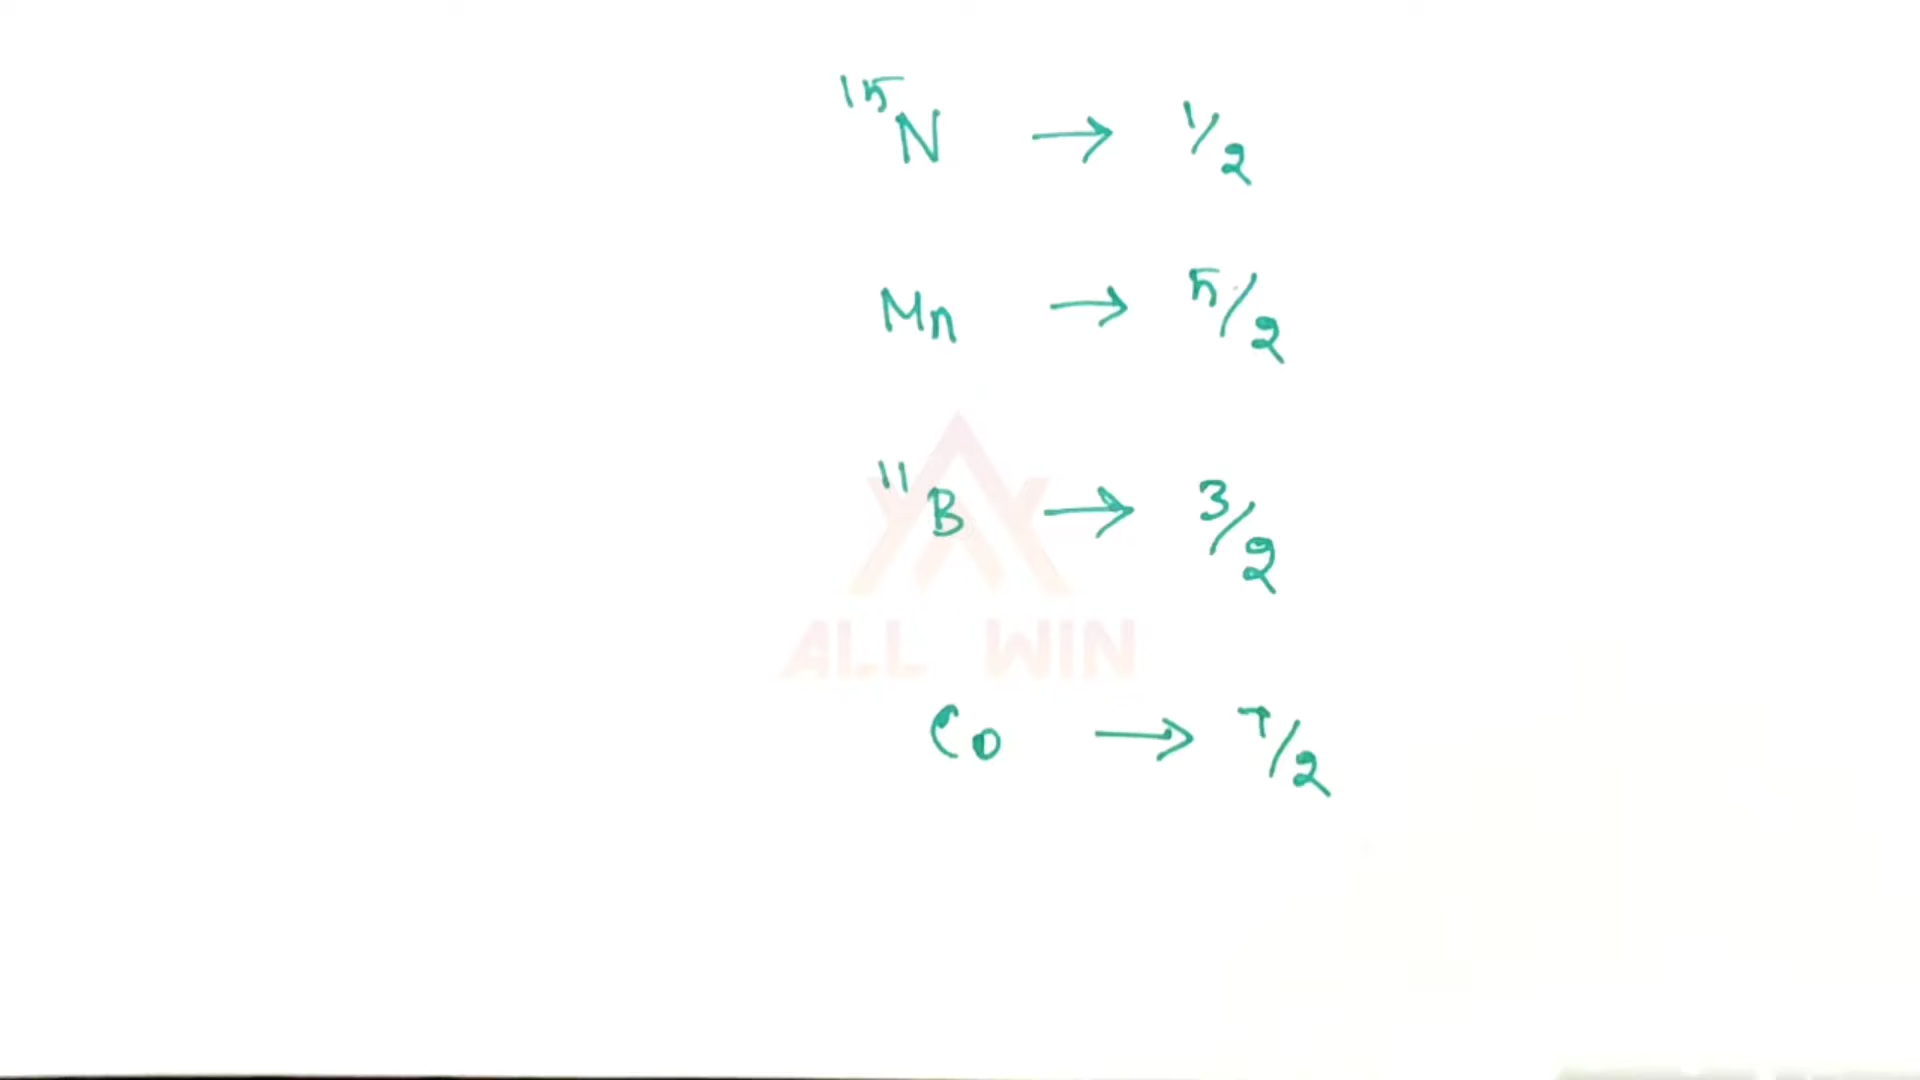 ¹⁵N → 1/2
Mn → 5/2
¹¹B → 3/2
ALL WIN
Co → 7/2